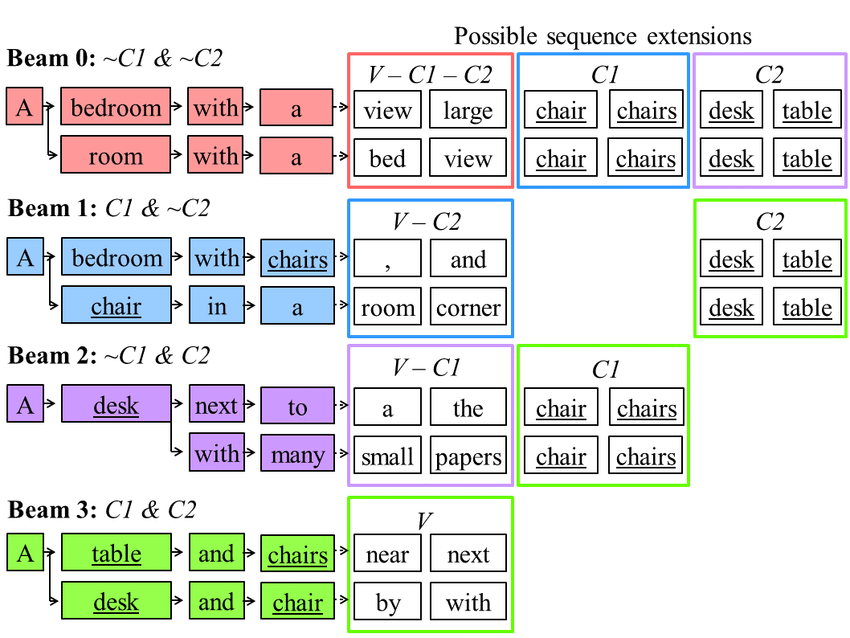 Possible sequence extensions
Beam 0: ~C1 & ~C2
V – C1 – C2 C1 C2
A bedroom with a view large chair chairs desk table
room with a bed view chair chairs desk table
Beam 1: C1 & ~C2
V – C2 C2
A bedroom with chairs , and desk table
chair in a room corner desk table
Beam 2: ~C1 & C2
V – C1 C1
A desk next to a the chair chairs
with many small papers chair chairs
Beam 3: C1 & C2
V
A table and chairs near next
desk and chair by with